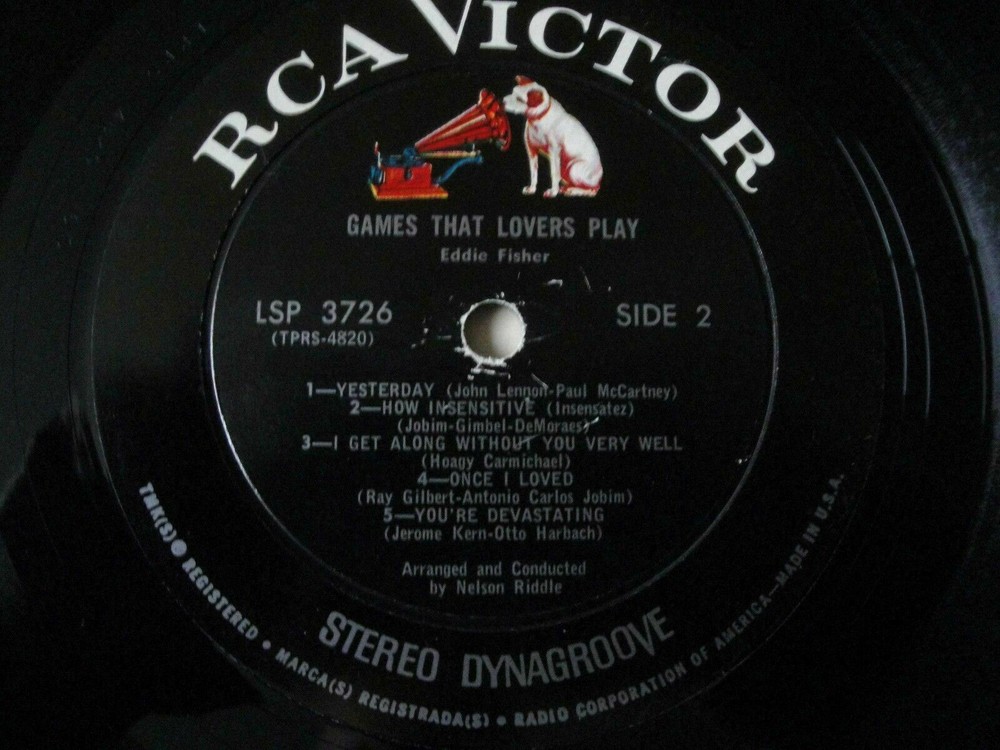 RCA VICTOR
GAMES THAT LOVERS PLAY
Eddie Fisher
LSP 3726
(TPRS-4820)
SIDE 2
1—YESTERDAY (John Lennon-Paul McCartney)
2—HOW INSENSITIVE (Insensatez)
(Jobim-Gimbel-DeMoraes)
3—I GET ALONG WITHOUT YOU VERY WELL
(Hoagy Carmichael)
4—ONCE I LOVED
(Ray Gilbert-Antonio Carlos Jobim)
5—YOU'RE DEVASTATING
(Jerome Kern-Otto Harbach)
Arranged and Conducted
by Nelson Riddle
STEREO DYNAGROOVE
TMK(S)® REGISTERED • MARCA(S) REGISTRADA(S) • RADIO CORPORATION OF AMERICA—MADE IN U.S.A.